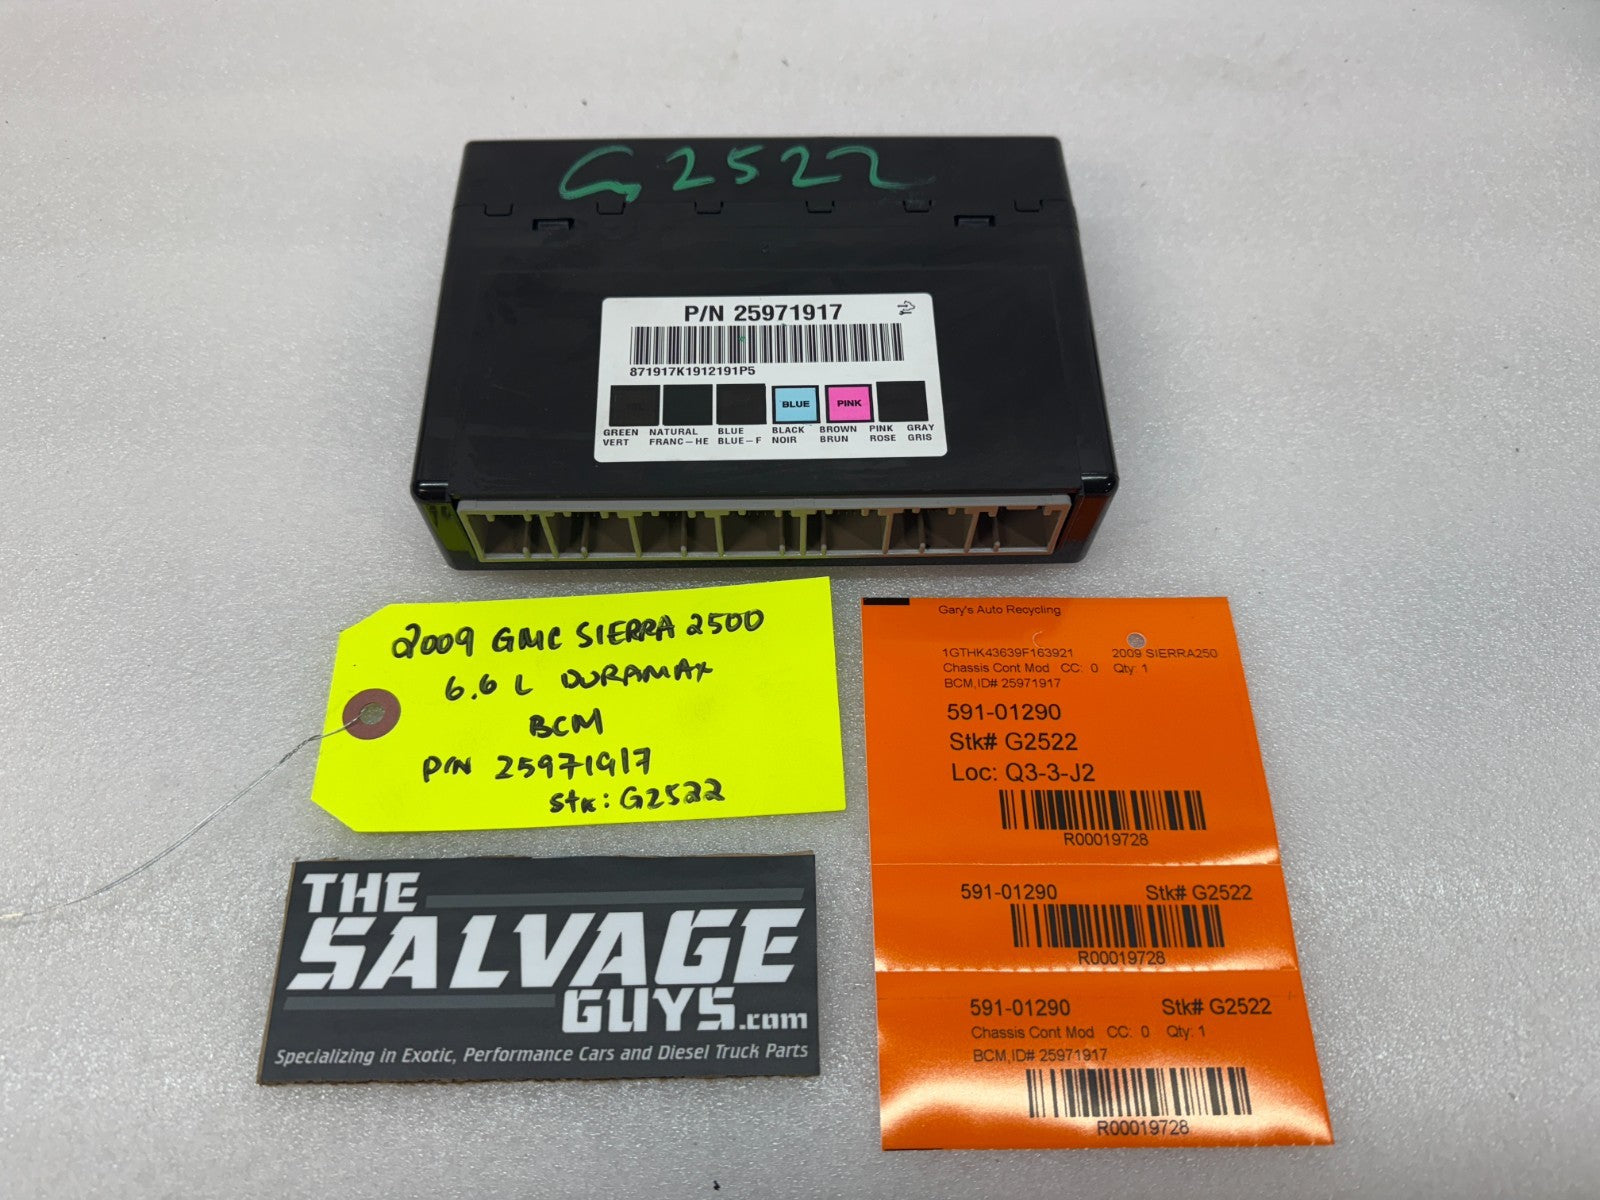 G2522
P/N 25971917
871917K1912191P5
BLUE PINK
GREEN NATURAL BLUE BLACK BROWN PINK GRAY
VERT FRANC-HE BLUE-F NOIR BRUN ROSE GRIS
2009 GMC SIERRA 2500
6.6 L DURAMAX
BCM
P/N 25971917
Stk: G2522
Gary's Auto Recycling
1GTHK43639F163921 2009 SIERRA250
Chassis Cont Mod CC: 0 Qty: 1
BCM,ID# 25971917
591-01290
Stk# G2522
Loc: Q3-3-J2
R00019728
591-01290 Stk# G2522
R00019728
591-01290 Stk# G2522
Chassis Cont Mod CC: 0 Qty: 1
BCM,ID# 25971917
R00019728
THE
SALVAGE
GUYS.com
Specializing in Exotic, Performance Cars and Diesel Truck Parts